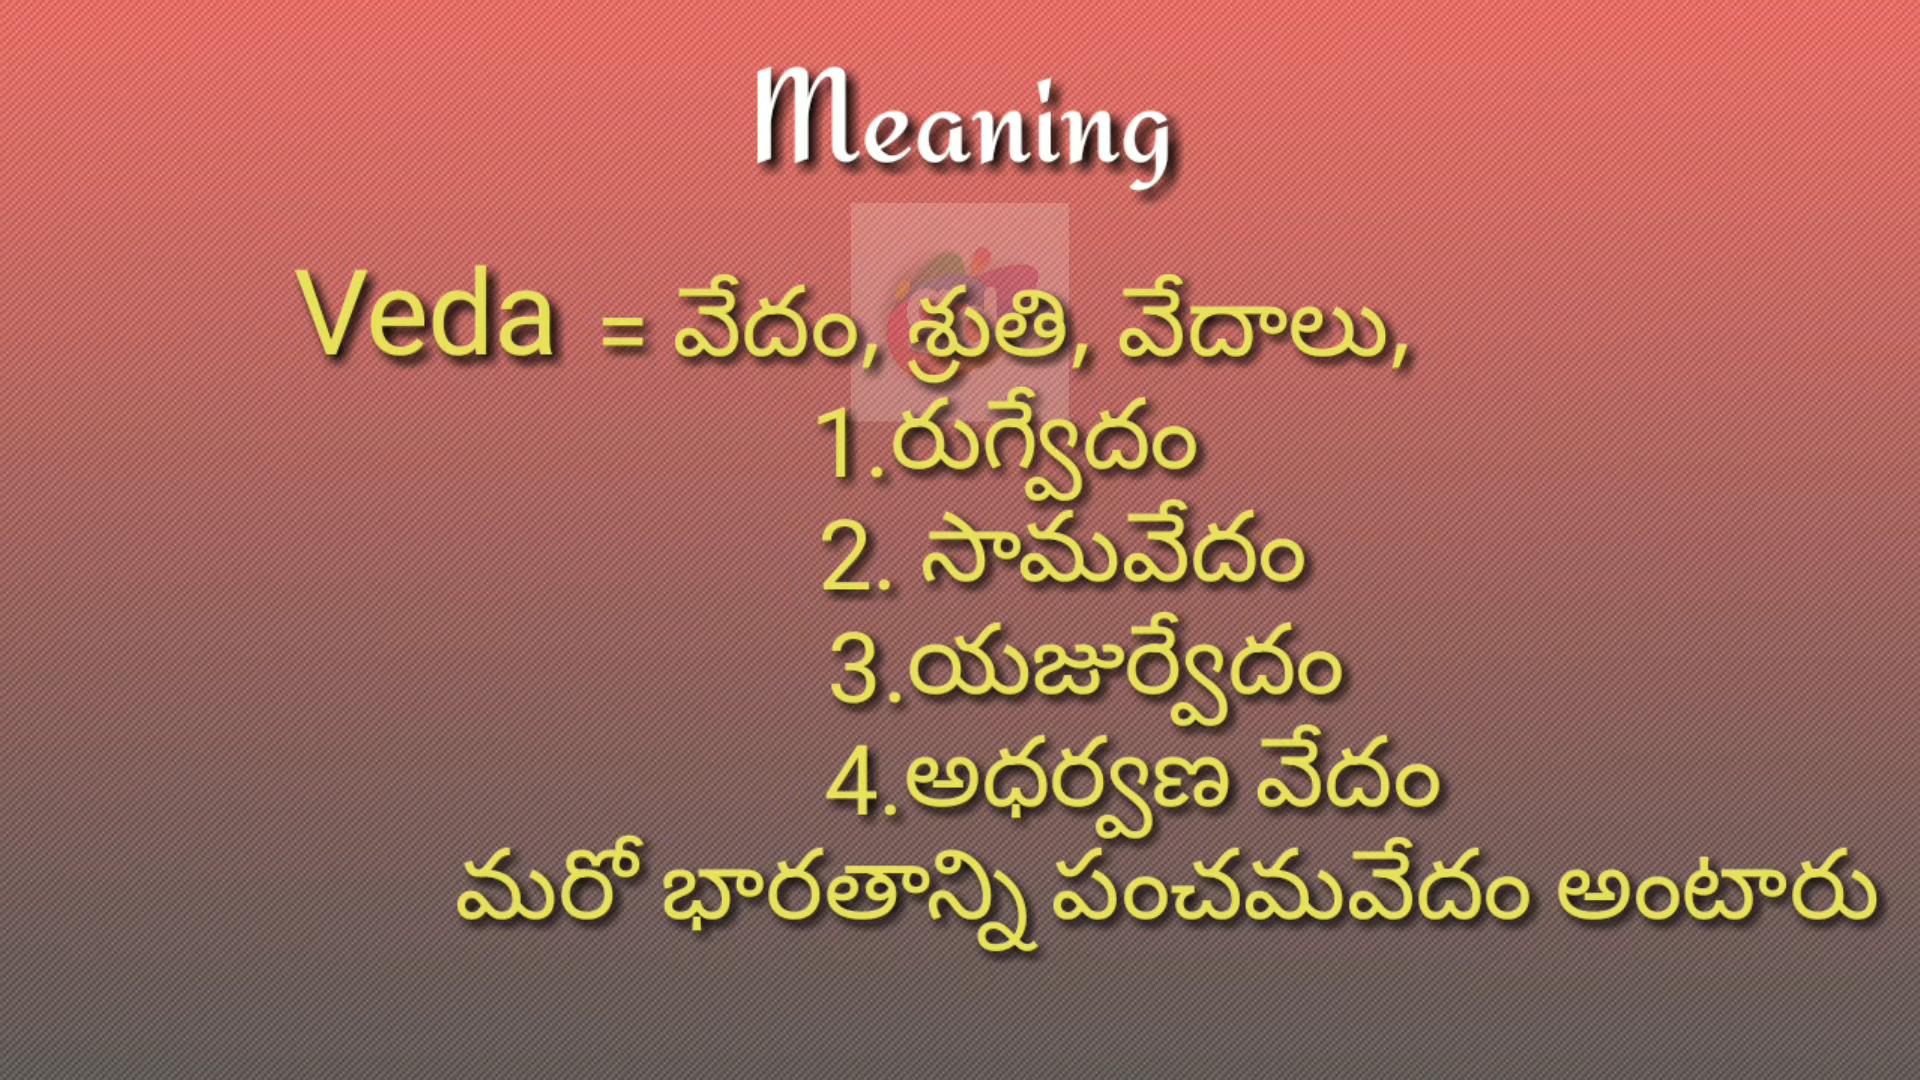 Meaning
Veda = వేదం, శ్రుతి, వేదాలు,
1.రుగ్వేదం
2. సామవేదం
3.యజుర్వేదం
4.అధర్వణ వేదం
మరో భారతాన్ని పంచమవేదం అంటారు